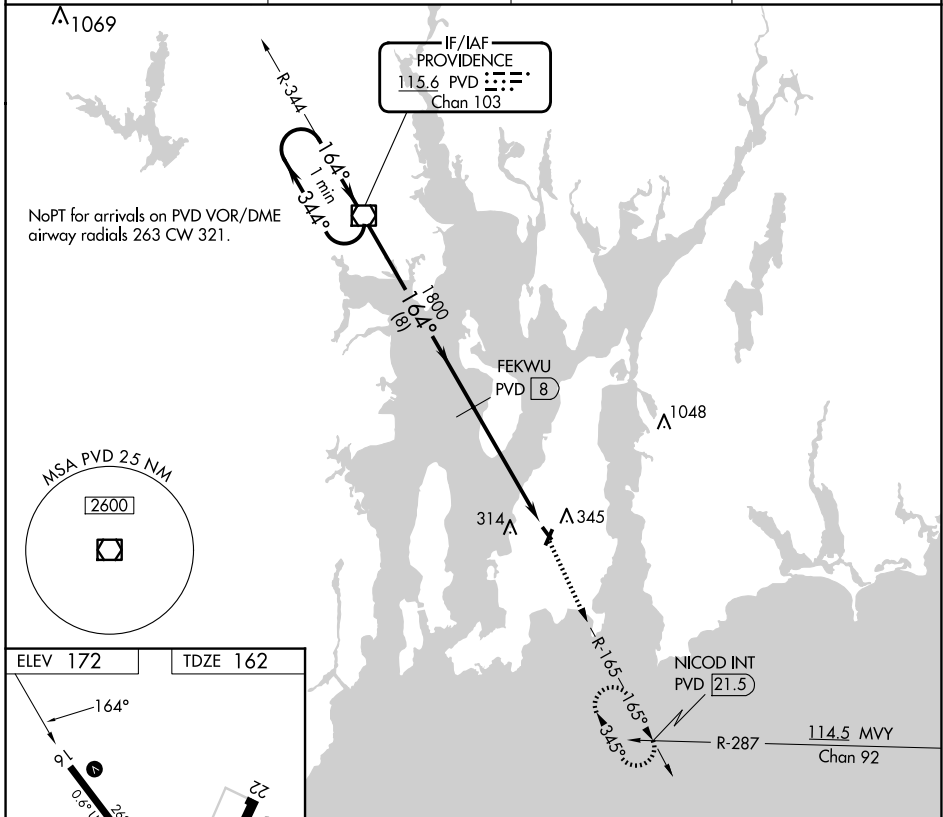 1069
IF/IAF
PROVIDENCE
115.6 PVD
Chan 103
R-344
164°
1 min
344°
NoPT for arrivals on PVD VOR/DME
airway radials 263 CW 321.
1800
164°
(8)
FEKWU
PVD 8
1048
MSA PVD 25 NM
2600
314
345
R-165
165°
345°
NICOD INT
PVD 21.5
R-287
114.5 MVY
Chan 92
ELEV 172
TDZE 162
164°
16
V
22